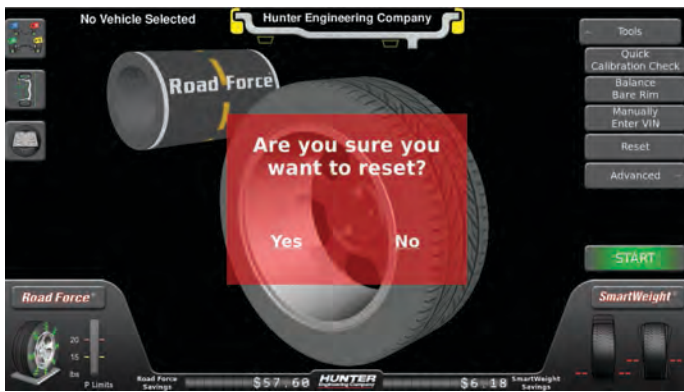 No Vehicle Selected
Hunter Engineering Company
Tools
Quick
Calibration Check
Balance
Bare Rim
Manually
Enter VIN
Reset
Advanced
Road Force
Are you sure you
want to reset?
Yes
No
START
Road Force®
SmartWeight®
20
15
lbs
P Limits
Road Force
Savings
$57.60
HUNTER
Engineering Company
$6.18
SmartWeight
Savings